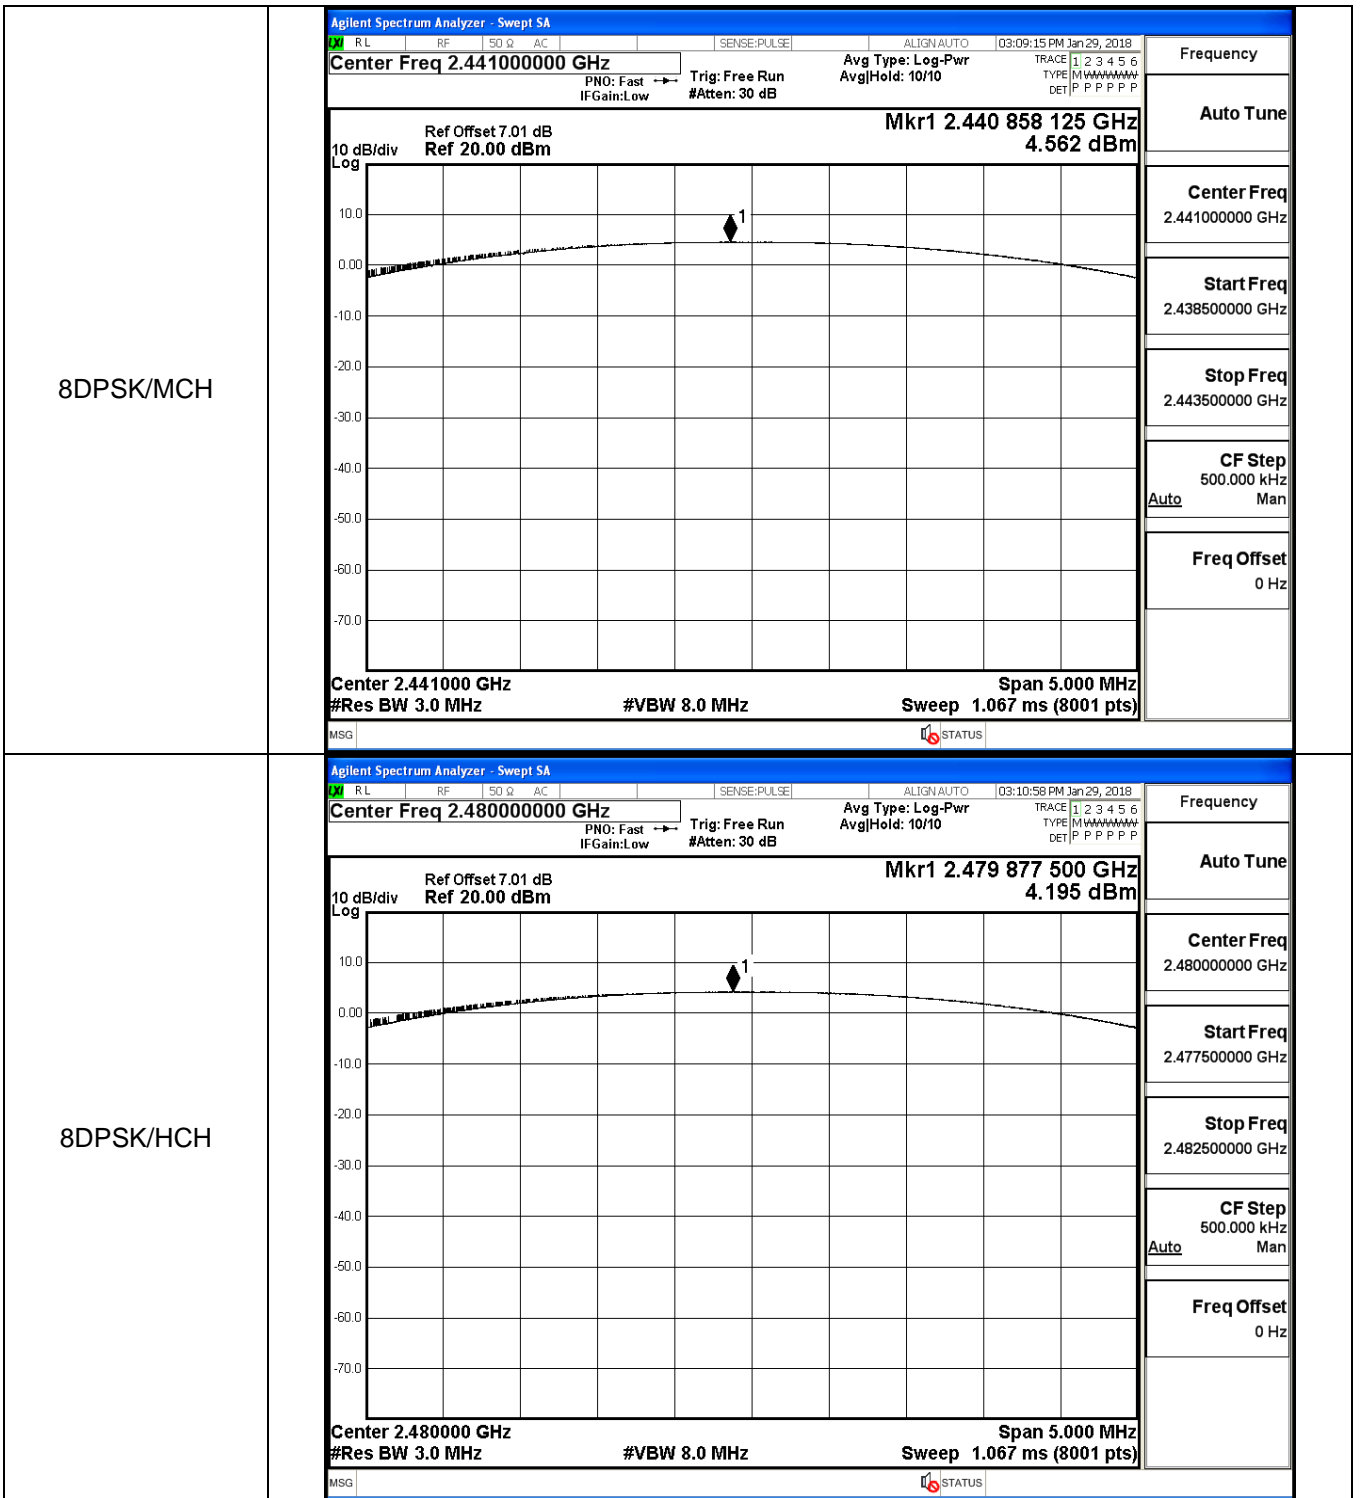 8DPSK/MCH
Agilent Spectrum Analyzer - Swept SA
LXI RL RF 50 Ω AC SENSE:PULSE ALIGN AUTO 03:09:15 PM Jan 29, 2018
Center Freq 2.441000000 GHz
PNO: Fast
IFGain:Low
Trig: Free Run
#Atten: 30 dB
Avg Type: Log-Pwr
Avg|Hold: 10/10
TRACE 1 2 3 4 5 6
TYPE M WWWWW
DET P P P P P P
Mkr1 2.440 858 125 GHz
4.562 dBm
Ref Offset 7.01 dB
10 dB/div Ref 20.00 dBm
Log
1
10.0
0.00
-10.0
-20.0
-30.0
-40.0
-50.0
-60.0
-70.0
Center 2.441000 GHz Span 5.000 MHz
#Res BW 3.0 MHz #VBW 8.0 MHz Sweep 1.067 ms (8001 pts)
MSG STATUS
Frequency
Auto Tune
Center Freq
2.441000000 GHz
Start Freq
2.438500000 GHz
Stop Freq
2.443500000 GHz
CF Step
500.000 kHz
Auto Man
Freq Offset
0 Hz
8DPSK/HCH
Agilent Spectrum Analyzer - Swept SA
LXI RL RF 50 Ω AC SENSE:PULSE ALIGN AUTO 03:10:58 PM Jan 29, 2018
Center Freq 2.480000000 GHz
PNO: Fast
IFGain:Low
Trig: Free Run
#Atten: 30 dB
Avg Type: Log-Pwr
Avg|Hold: 10/10
TRACE 1 2 3 4 5 6
TYPE M WWWWW
DET P P P P P P
Mkr1 2.479 877 500 GHz
4.195 dBm
Ref Offset 7.01 dB
10 dB/div Ref 20.00 dBm
Log
1
10.0
0.00
-10.0
-20.0
-30.0
-40.0
-50.0
-60.0
-70.0
Center 2.480000 GHz Span 5.000 MHz
#Res BW 3.0 MHz #VBW 8.0 MHz Sweep 1.067 ms (8001 pts)
MSG STATUS
Frequency
Auto Tune
Center Freq
2.480000000 GHz
Start Freq
2.477500000 GHz
Stop Freq
2.482500000 GHz
CF Step
500.000 kHz
Auto Man
Freq Offset
0 Hz